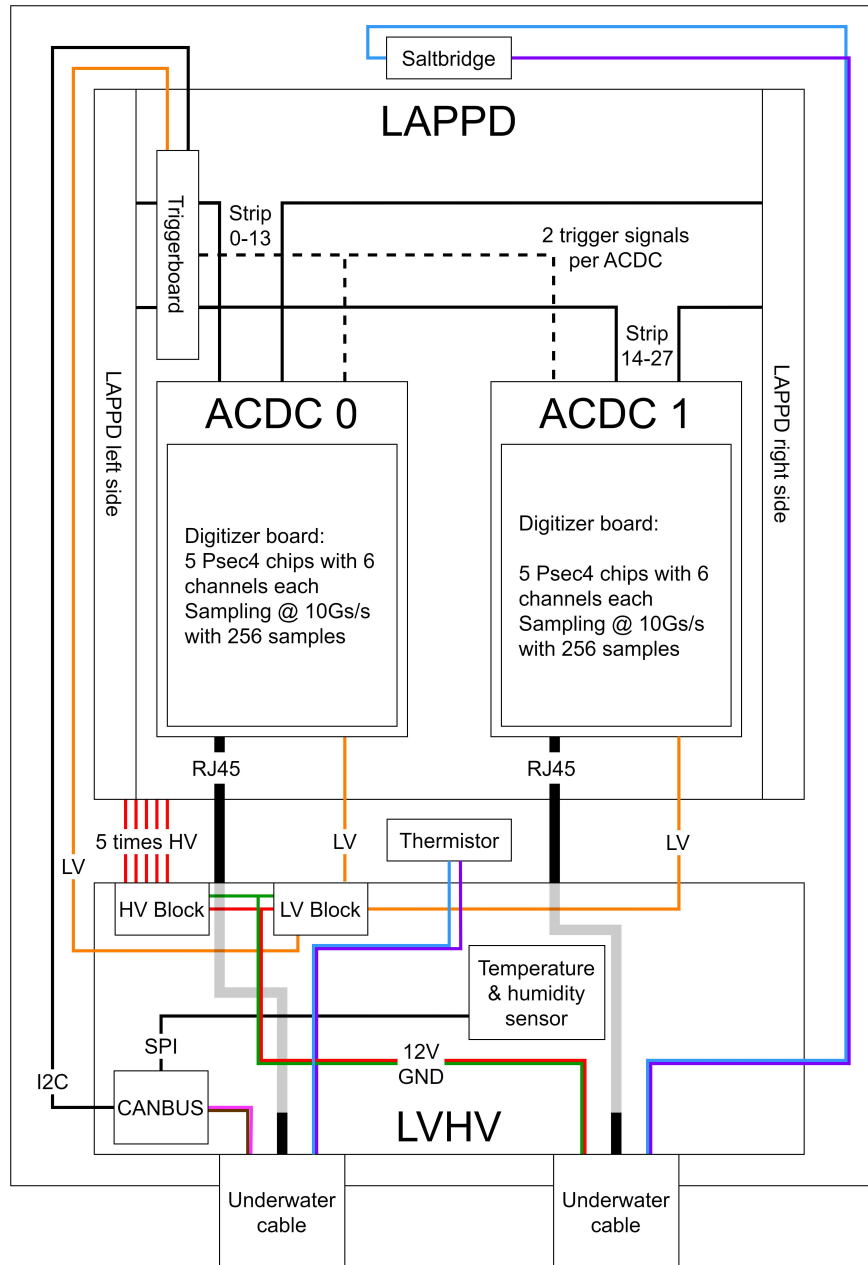 Saltbridge
LAPPD
Triggerboard
Strip
0-13
2 trigger signals
per ACDC
Strip
14-27
LAPPD left side
LAPPD right side
ACDC 0
Digitizer board:
5 Psec4 chips with 6
channels each
Sampling @ 10Gs/s
with 256 samples
ACDC 1
Digitizer board:
5 Psec4 chips with 6
channels each
Sampling @ 10Gs/s
with 256 samples
RJ45
RJ45
5 times HV
LV
LV
Thermistor
LV
HV Block
LV Block
Temperature
& humidity
sensor
SPI
12V
GND
I2C
CANBUS
LVHV
Underwater
cable
Underwater
cable